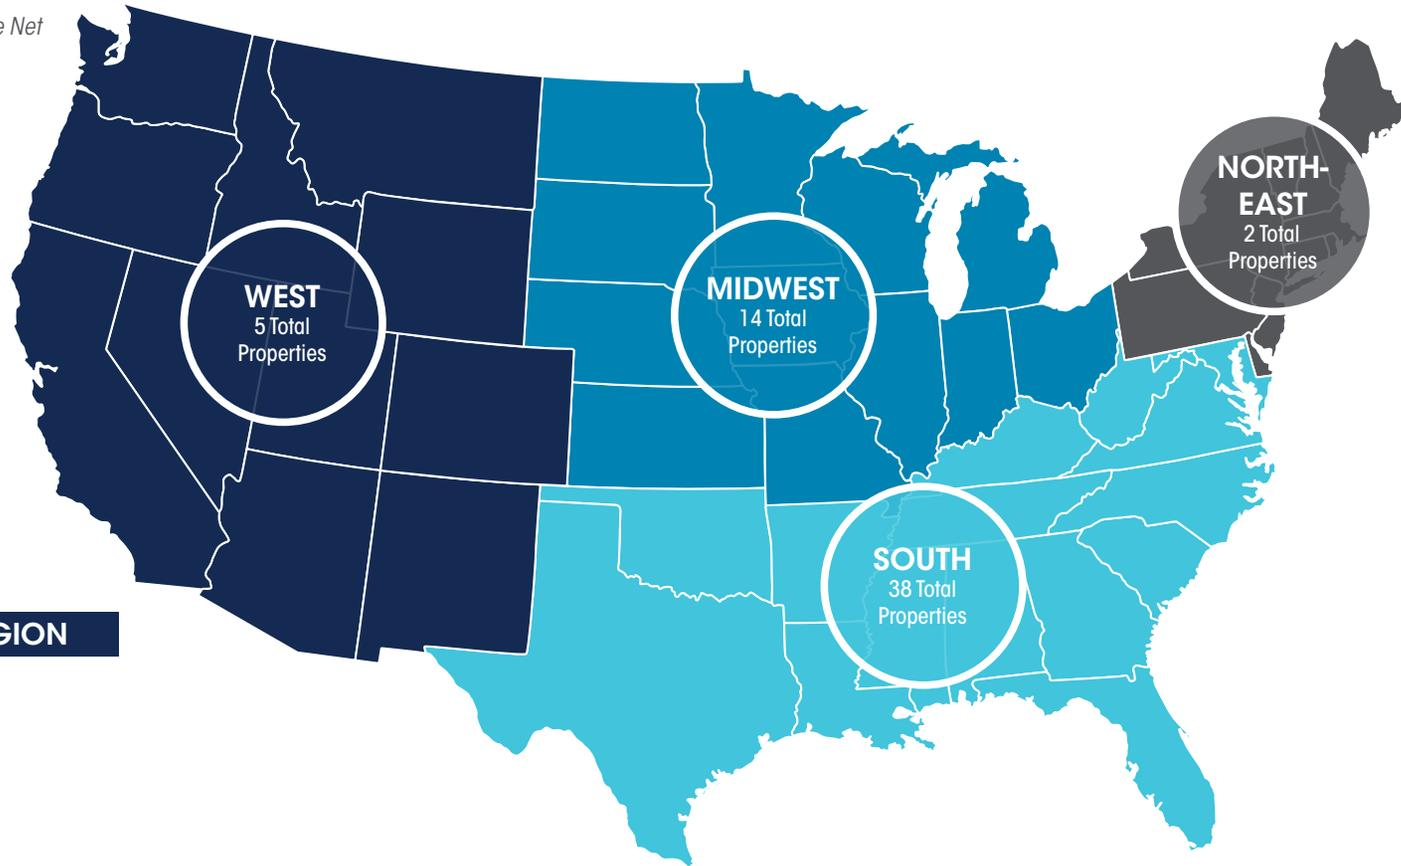 e Net
NORTH-
EAST
2 Total
Properties
WEST
5 Total
Properties
MIDWEST
14 Total
Properties
SOUTH
38 Total
Properties
GION